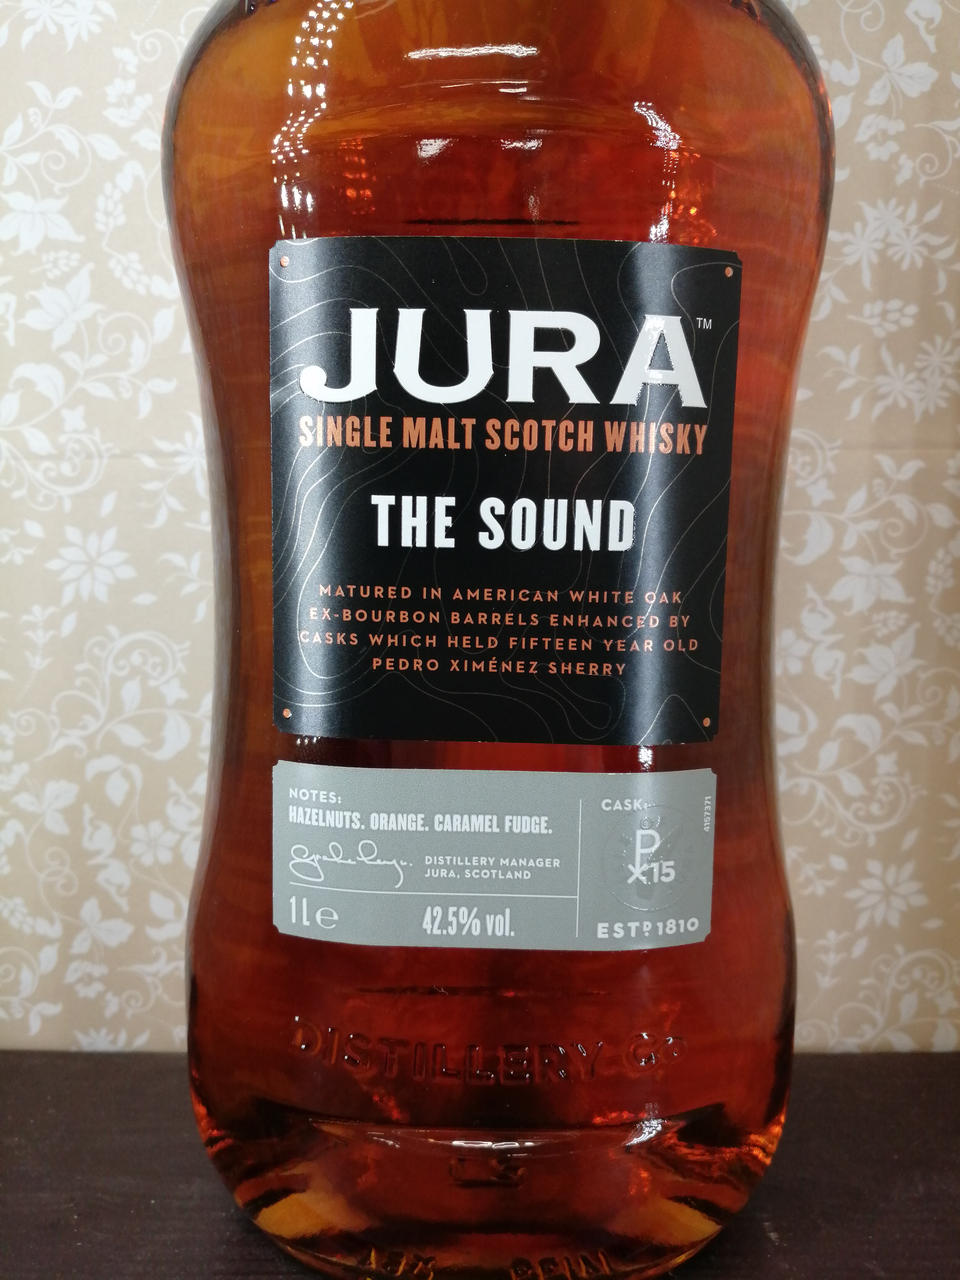 JURA™
SINGLE MALT SCOTCH WHISKY
THE SOUND
MATURED IN AMERICAN WHITE OAK
EX-BOURBON BARRELS ENHANCED BY
CASKS WHICH HELD FIFTEEN YEAR OLD
PEDRO XIMÉNEZ SHERRY
NOTES:
HAZELNUTS. ORANGE. CARAMEL FUDGE.
DISTILLERY MANAGER
JURA, SCOTLAND
1L℮
42.5% vol.
CASK:
P
X15
ESTD 1810
4157371
DISTILLERY Co